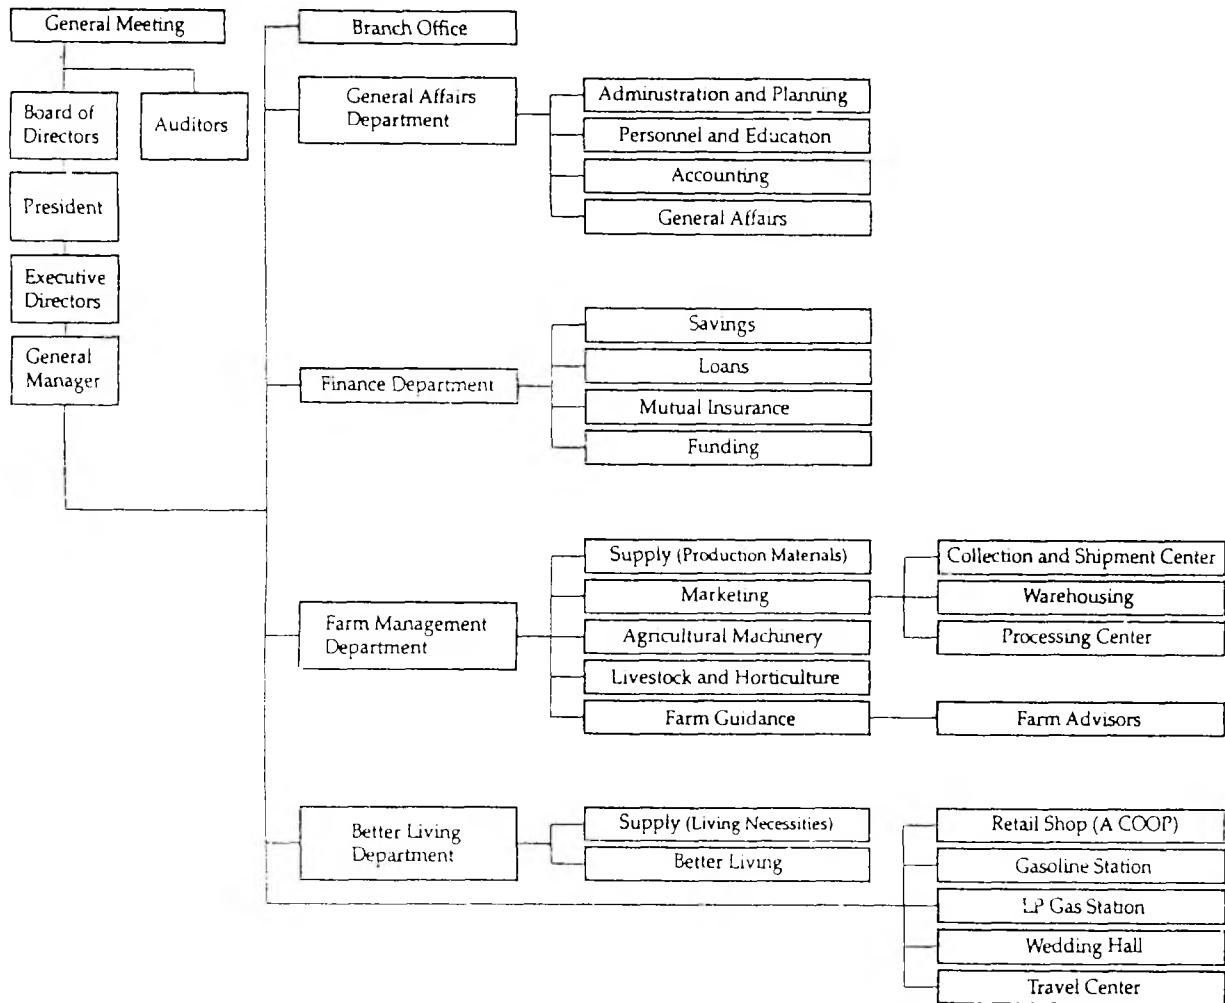 General Meeting
Board of
Directors
Auditors
President
Executive
Directors
General
Manager
Branch Office
General Affairs
Department
Administration and Planning
Personnel and Education
Accounting
General Affairs
Finance Department
Savings
Loans
Mutual Insurance
Funding
Farm Management
Department
Supply (Production Materials)
Marketing
Agricultural Machinery
Livestock and Horticulture
Farm Guidance
Collection and Shipment Center
Warehousing
Processing Center
Farm Advisors
Better Living
Department
Supply (Living Necessities)
Better Living
Retail Shop (A COOP)
Gasoline Station
LP Gas Station
Wedding Hall
Travel Center